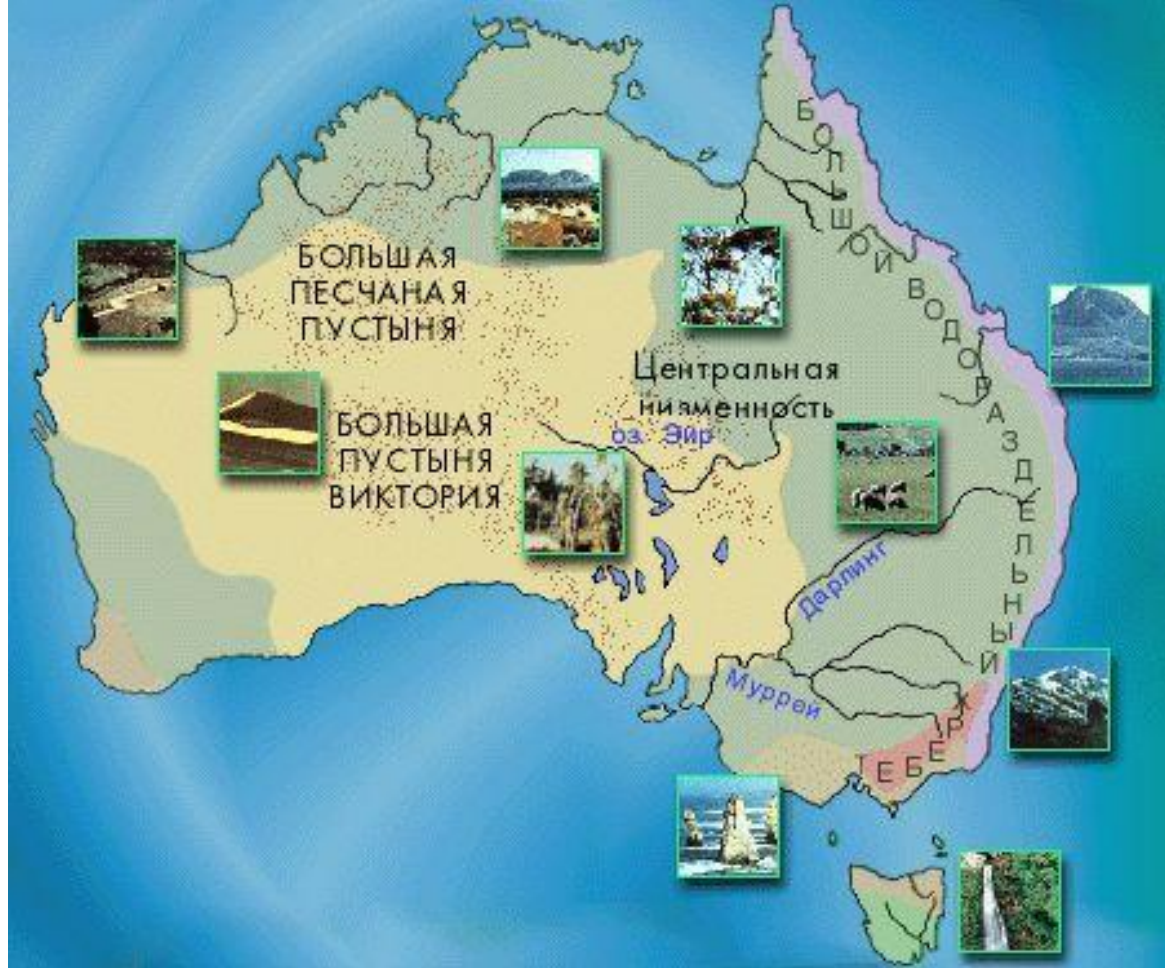 БОЛЬШОЙ ВОДОРАЗДЕЛЬНЫЙ
ХРЕБЕТ
БОЛЬШАЯ
ПЕСЧАНАЯ
ПУСТЫНЯ
Центральная
низменность
оз. Эйр
БОЛЬШАЯ
ПУСТЫНЯ
ВИКТОРИЯ
Дарлинг
Муррей